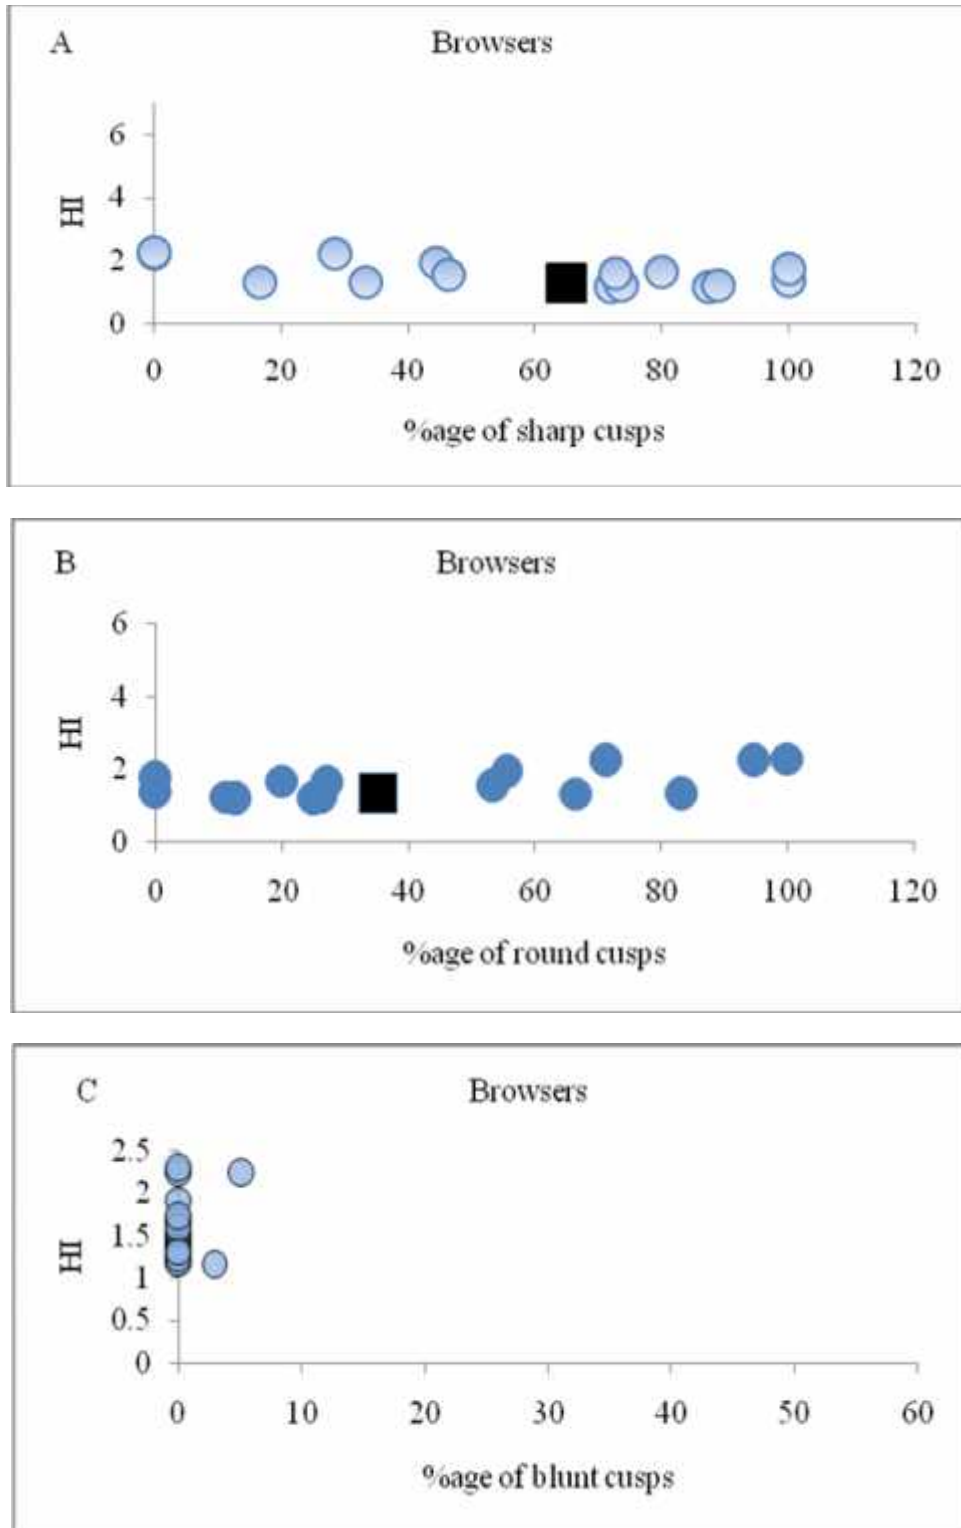 A
Browsers
6
4
2
0
HI
0 20 40 60 80 100 120
%age of sharp cusps
B
Browsers
6
4
2
0
HI
0 20 40 60 80 100 120
%age of round cusps
C
Browsers
2.5
2
1.5
1
0.5
0
HI
0 10 20 30 40 50 60
%age of blunt cusps